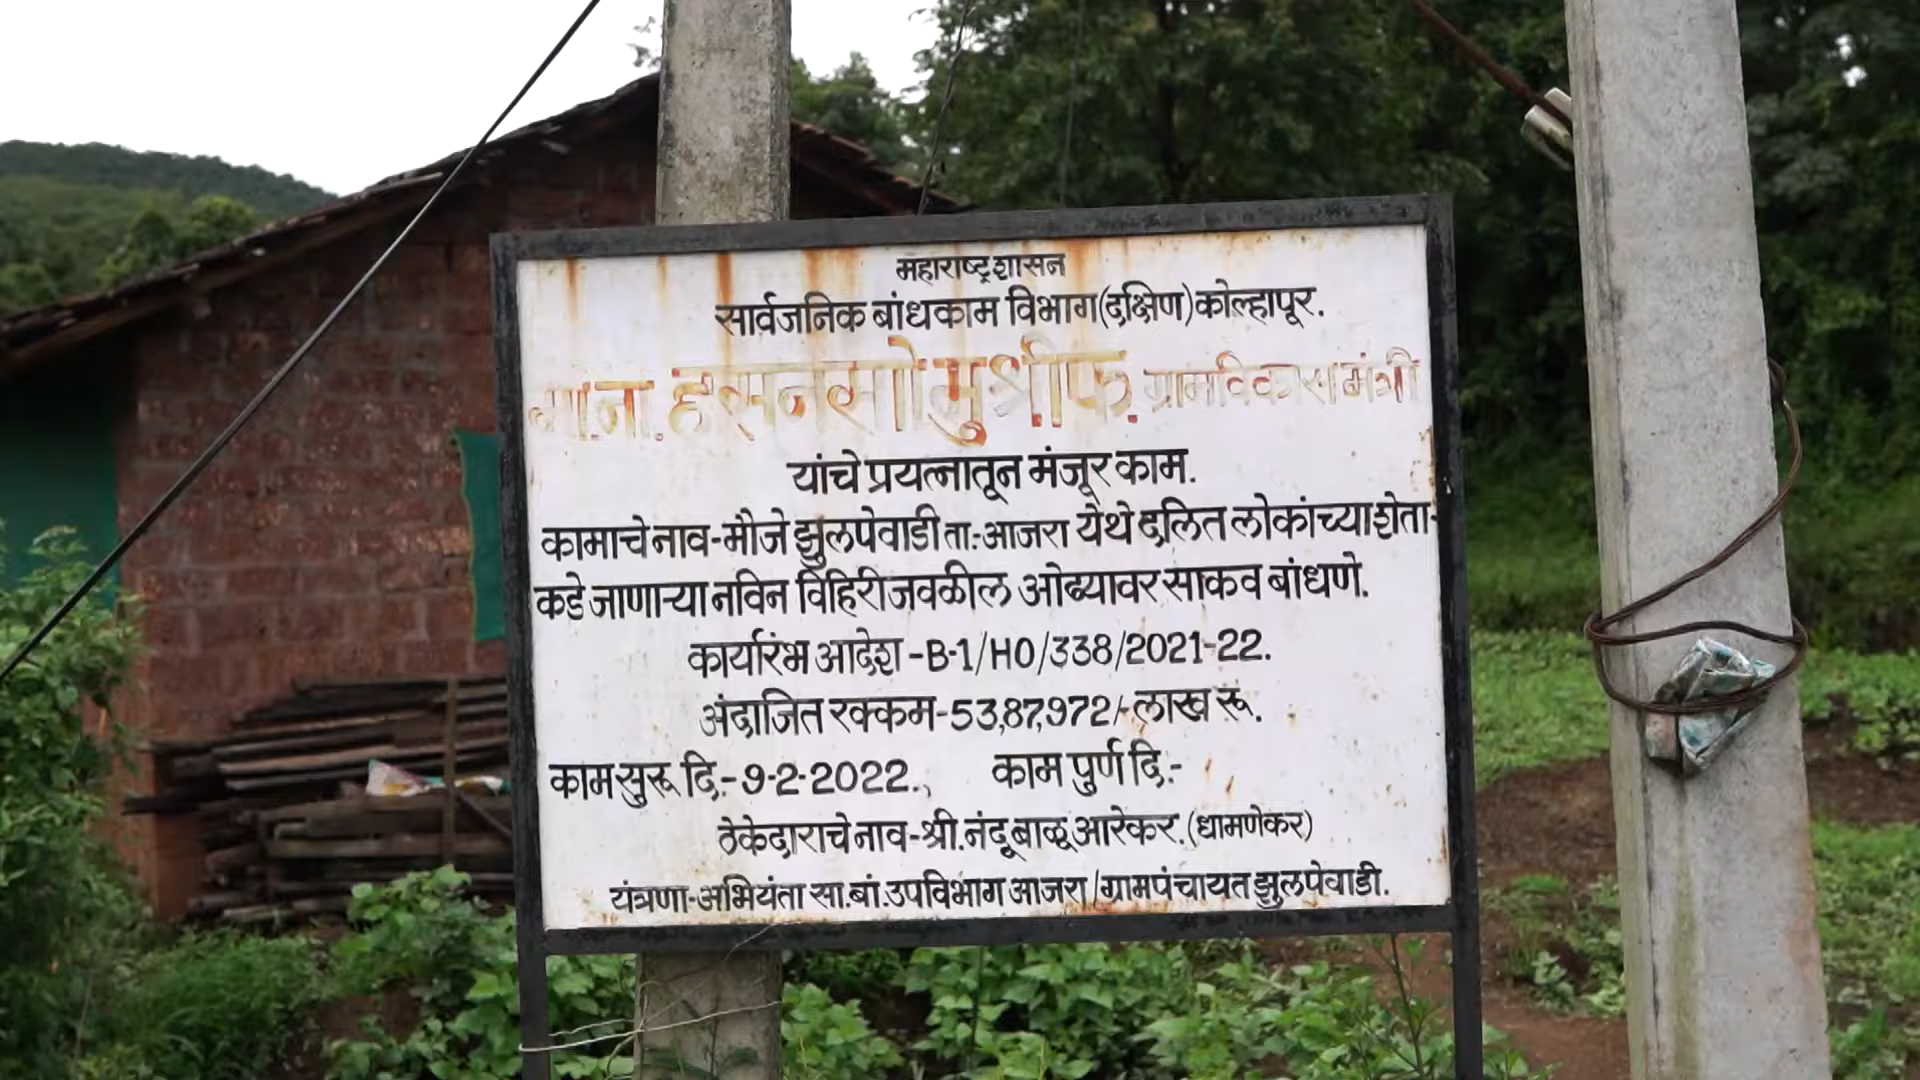 महाराष्ट्र शासन
सार्वजनिक बांधकाम विभाग (दक्षिण) कोल्हापूर.
मा.ना. हसनसो मुश्रीफ. ग्रामविकास मंत्री
यांचे प्रयत्नातून मंजूर काम.
कामाचे नाव-मौजे झुलपेवाडी ता.-आजरा येथे दलित लोकांच्या शेता-
कडे जाणाऱ्या नविन विहिरीजवळील ओढ्यावर साकव बांधणे.
कार्यारंभ आदेश -B-1/HO/338/2021-22.
अंदाजित रक्कम-53,87,972/- लाख रू.
काम सुरू दि.-9-2-2022., काम पुर्ण दि.-
ठेकेदाराचे नाव-श्री. नंदू बाळू आरेकर. (धामणेकर)
यंत्रणा-अभियंता सा.बां. उपविभाग आजरा/ग्रामपंचायत झुलपेवाडी.